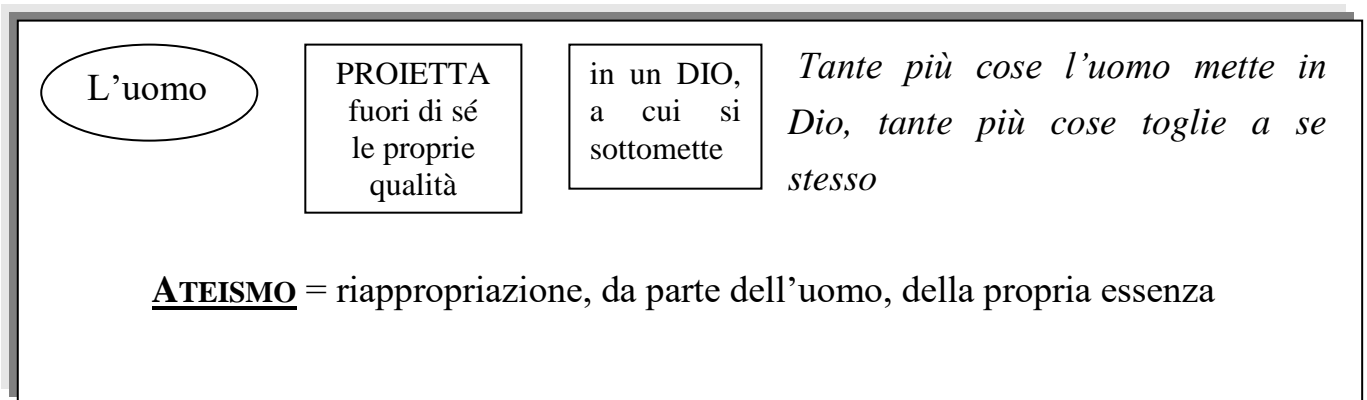 L’uomo
PROIETTA
fuori di sé
le proprie
qualità
in un DIO,
a cui si
sottomette
Tante più cose l’uomo mette in
Dio, tante più cose toglie a se
stesso
ATEISMO = riappropriazione, da parte dell’uomo, della propria essenza